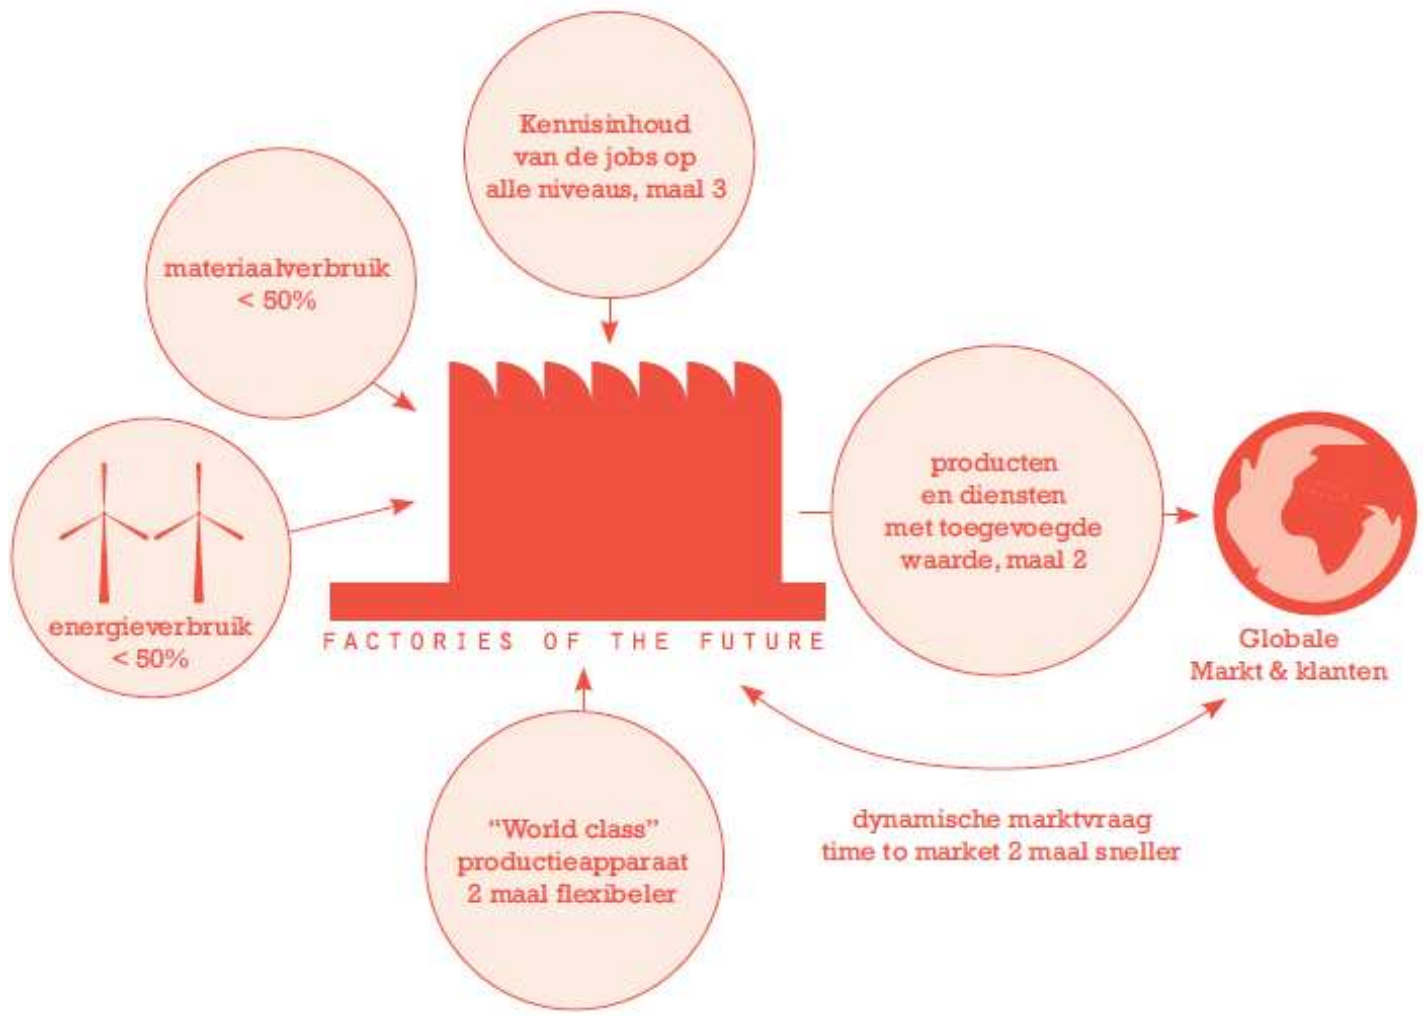 Kennisinhoud
van de jobs op
alle niveaus, maal 3
materiaalverbruik
< 50%
energieverbruik
< 50%
producten
en diensten
met toegevoegde
waarde, maal 2
Globale
Markt & klanten
FACTORIES OF THE FUTURE
"World class"
productieapparaat
2 maal flexibeler
dynamische marktvraag
time to market 2 maal sneller